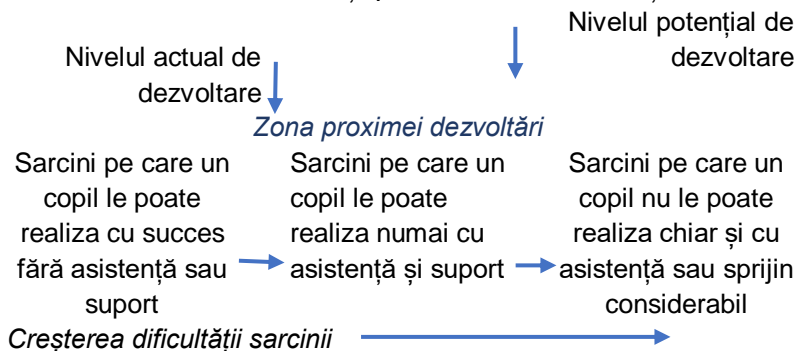 Nivelul potențial de
dezvoltare
Nivelul actual de
dezvoltare
Zona proximei dezvoltări
Sarcini pe care un
copil le poate
realiza cu succes
fără asistență sau
suport
Sarcini pe care un
copil le poate
realiza numai cu
asistență și suport
Sarcini pe care un
copil nu le poate
realiza chiar și cu
asistență sau sprijin
considerabil
Creșterea dificultății sarcinii